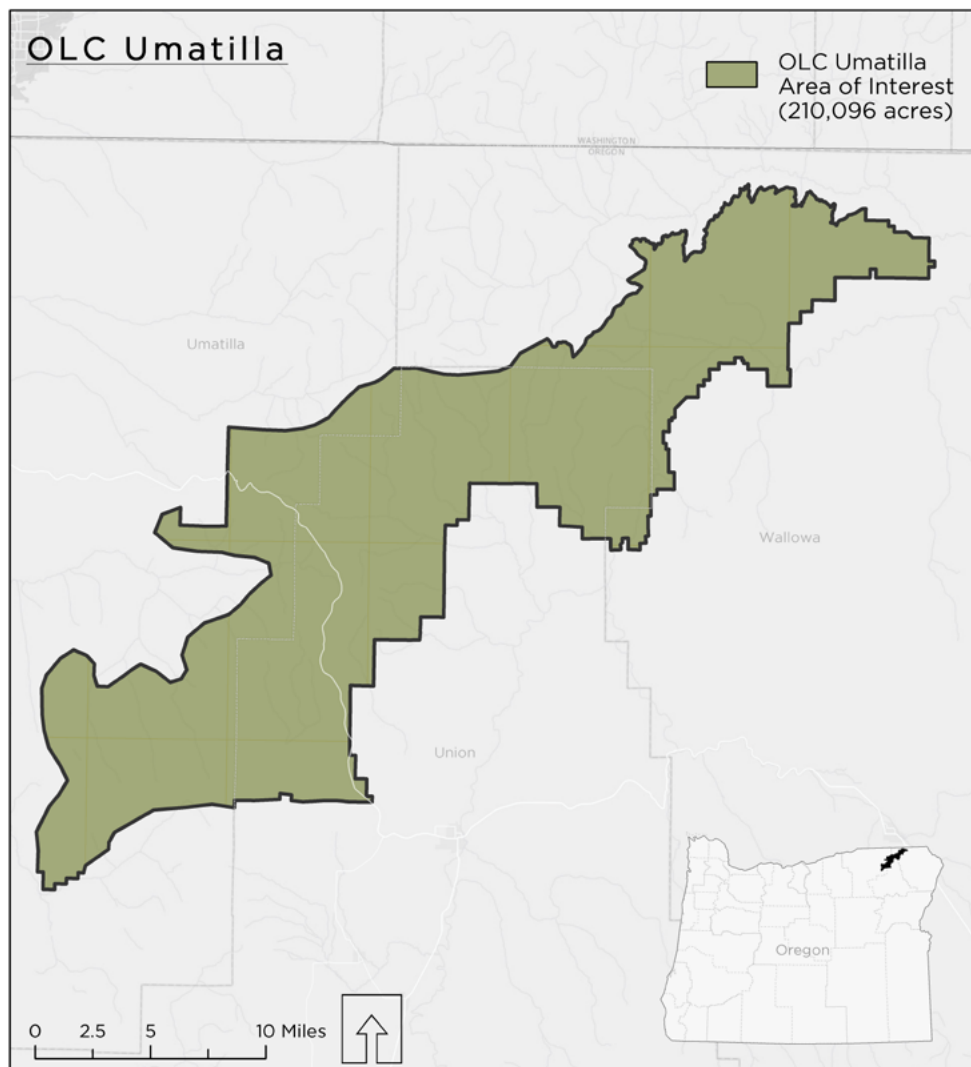 OLC Umatilla
OLC Umatilla
Area of Interest
(210,096 acres)
WASHINGTON
OREGON
Umatilla
Wallowa
Union
Oregon
0 2.5 5 10 Miles